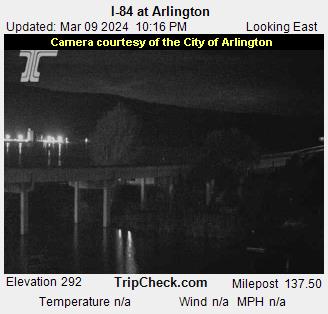 I-84 at Arlington
Updated: Mar 09 2024 10:16 PM Looking East
Camera courtesy of the City of Arlington
Elevation 292 TripCheck.com Milepost 137.50
Temperature n/a Wind n/a MPH n/a